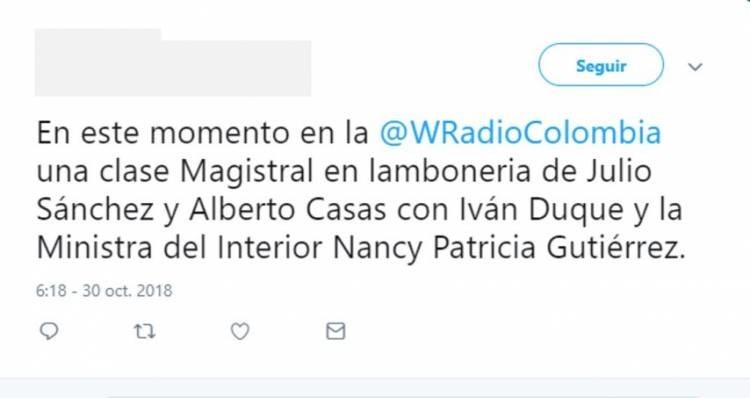 Seguir
En este momento en la @WRadioColombia
una clase Magistral en lamboneria de Julio
Sánchez y Alberto Casas con Iván Duque y la
Ministra del Interior Nancy Patricia Gutiérrez.
6:18 - 30 oct. 2018